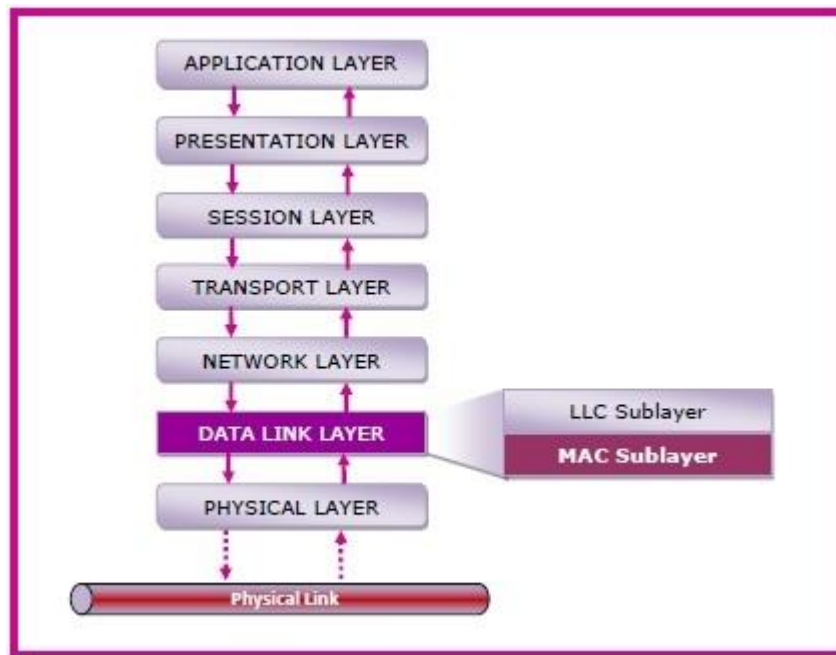 APPLICATION LAYER
PRESENTATION LAYER
SESSION LAYER
TRANSPORT LAYER
NETWORK LAYER
DATA LINK LAYER
LLC Sublayer
MAC Sublayer
PHYSICAL LAYER
Physical Link